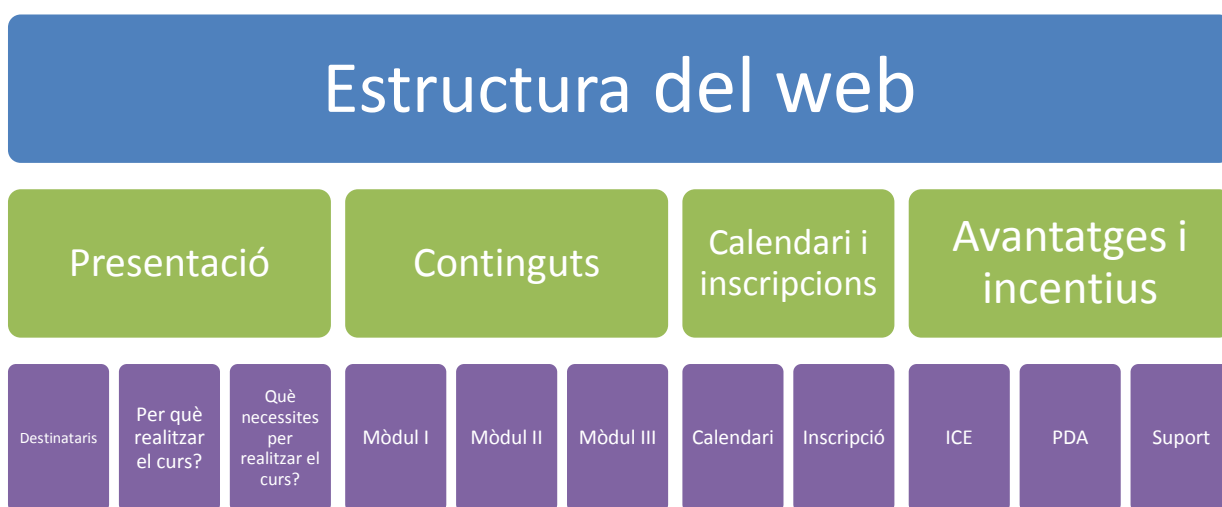 Estructura del web
Presentació
Continguts
Calendari i
inscripcions
Avantatges i
incentius
Destinataris
Per què
realitzar
el curs?
Què
necessites
per
realitzar el
curs?
Mòdul I
Mòdul II
Mòdul III
Calendari
Inscripció
ICE
PDA
Suport